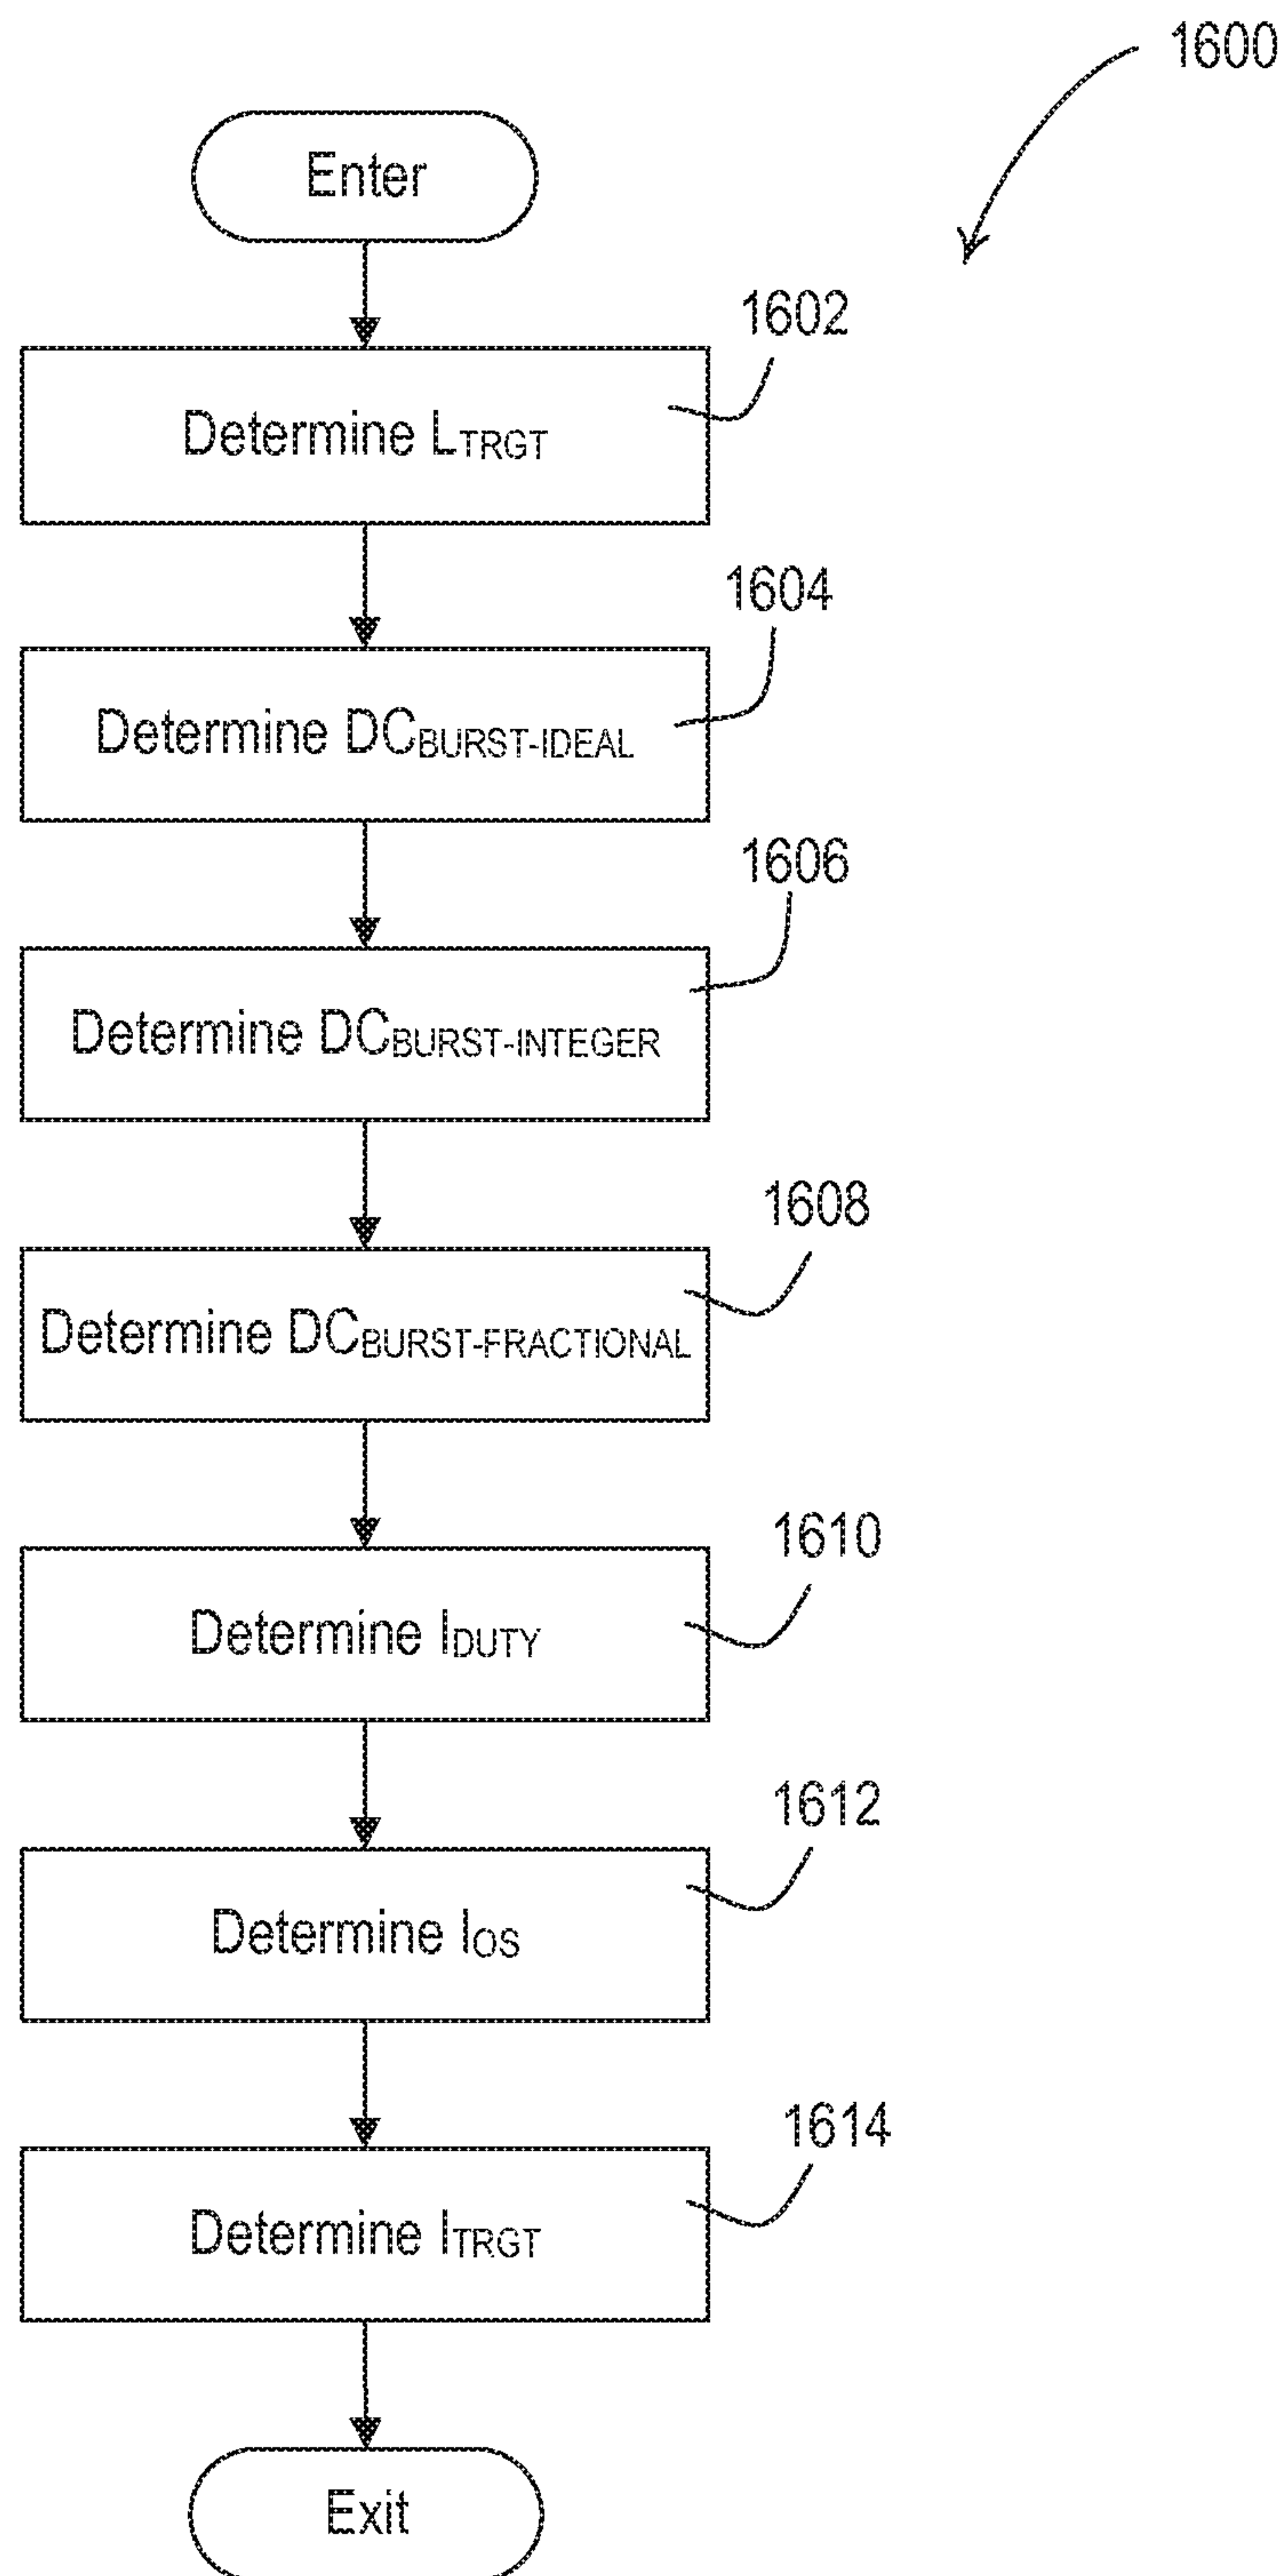 1600
Enter
1602
Determine LTRGT
1604
Determine DCBURST-IDEAL
1606
Determine DCBURST-INTEGER
1608
Determine DCBURST-FRACTIONAL
1610
Determine IDUTY
1612
Determine IOS
1614
Determine ITRGT
Exit